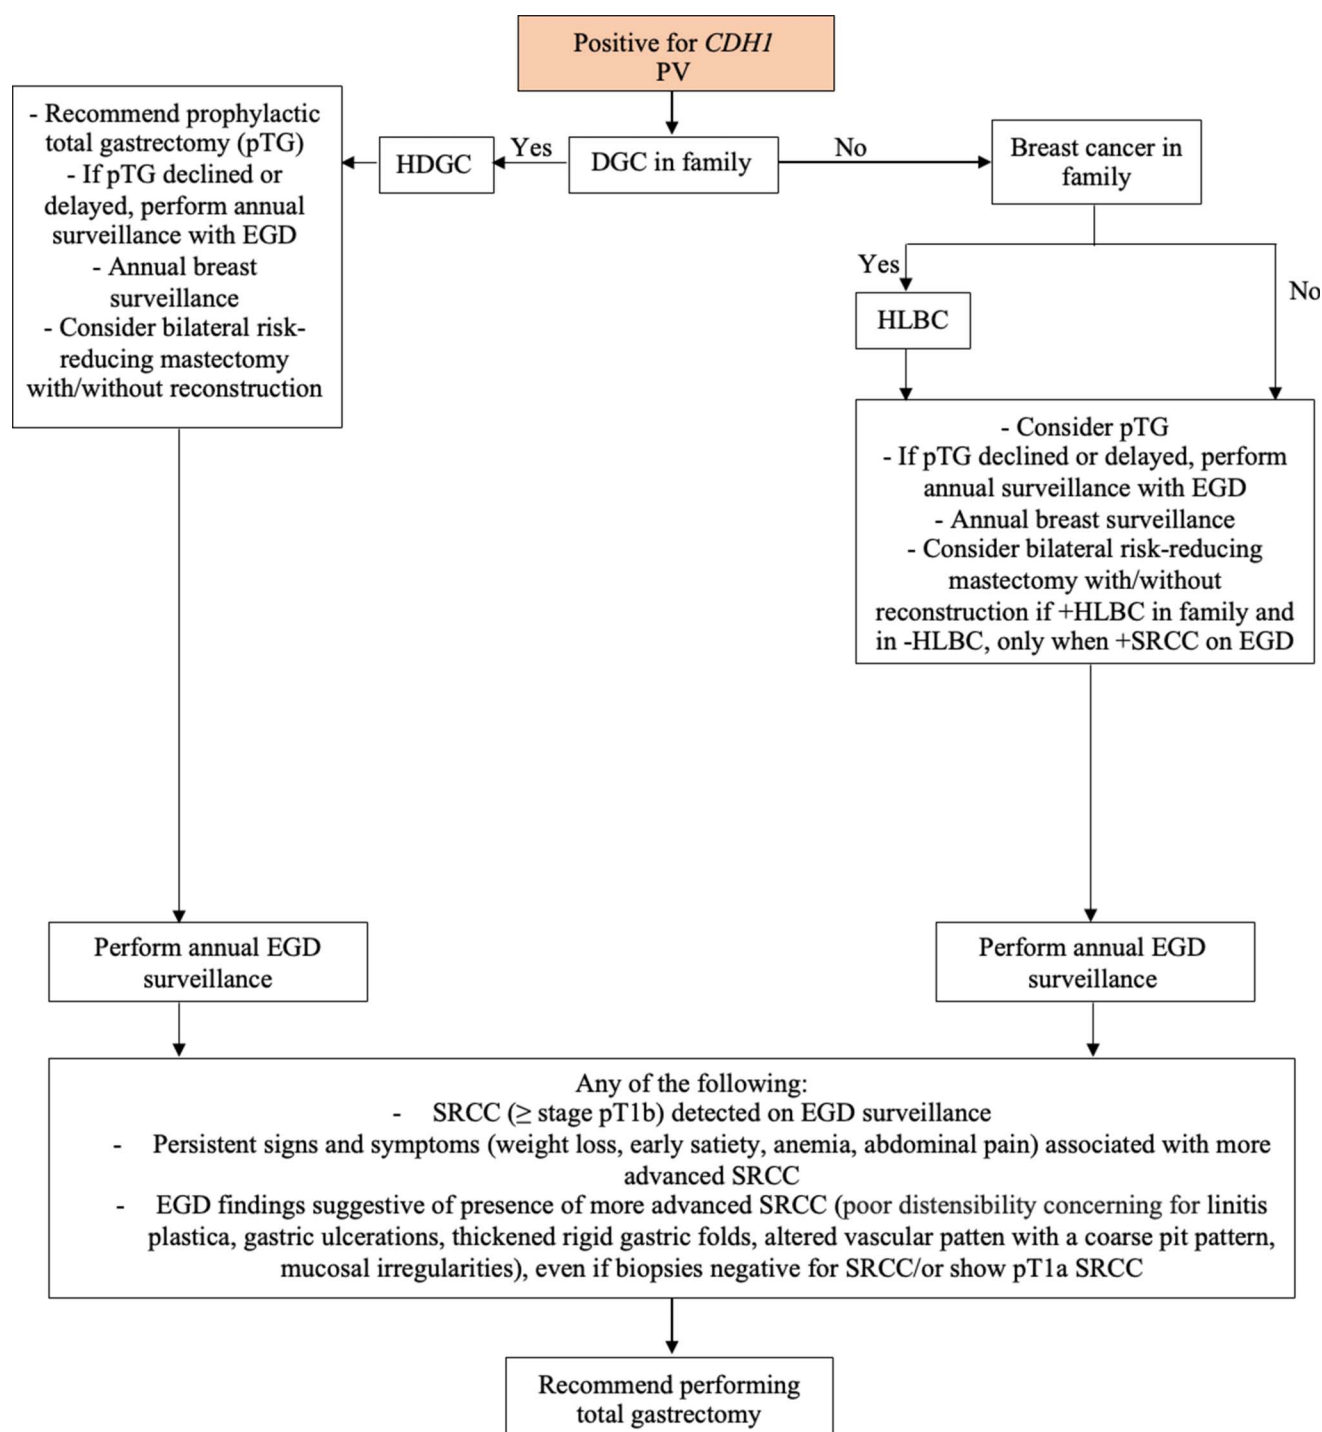 Positive for CDH1
PV
- Recommend prophylactic
total gastrectomy (pTG)
- If pTG declined or
delayed, perform annual
surveillance with EGD
- Annual breast
surveillance
- Consider bilateral risk-
reducing mastectomy
with/without reconstruction
HDGC
Yes
DGC in family
No
Breast cancer in
family
Yes
No
HLBC
- Consider pTG
- If pTG declined or delayed, perform
annual surveillance with EGD
- Annual breast surveillance
- Consider bilateral risk-reducing
mastectomy with/without
reconstruction if +HLBC in family and
in -HLBC, only when +SRCC on EGD
Perform annual EGD
surveillance
Perform annual EGD
surveillance
Any of the following:
- SRCC (≥ stage pT1b) detected on EGD surveillance
- Persistent signs and symptoms (weight loss, early satiety, anemia, abdominal pain) associated with more
advanced SRCC
- EGD findings suggestive of presence of more advanced SRCC (poor distensibility concerning for linitis
plastica, gastric ulcerations, thickened rigid gastric folds, altered vascular patten with a coarse pit pattern,
mucosal irregularities), even if biopsies negative for SRCC/or show pT1a SRCC
Recommend performing
total gastrectomy